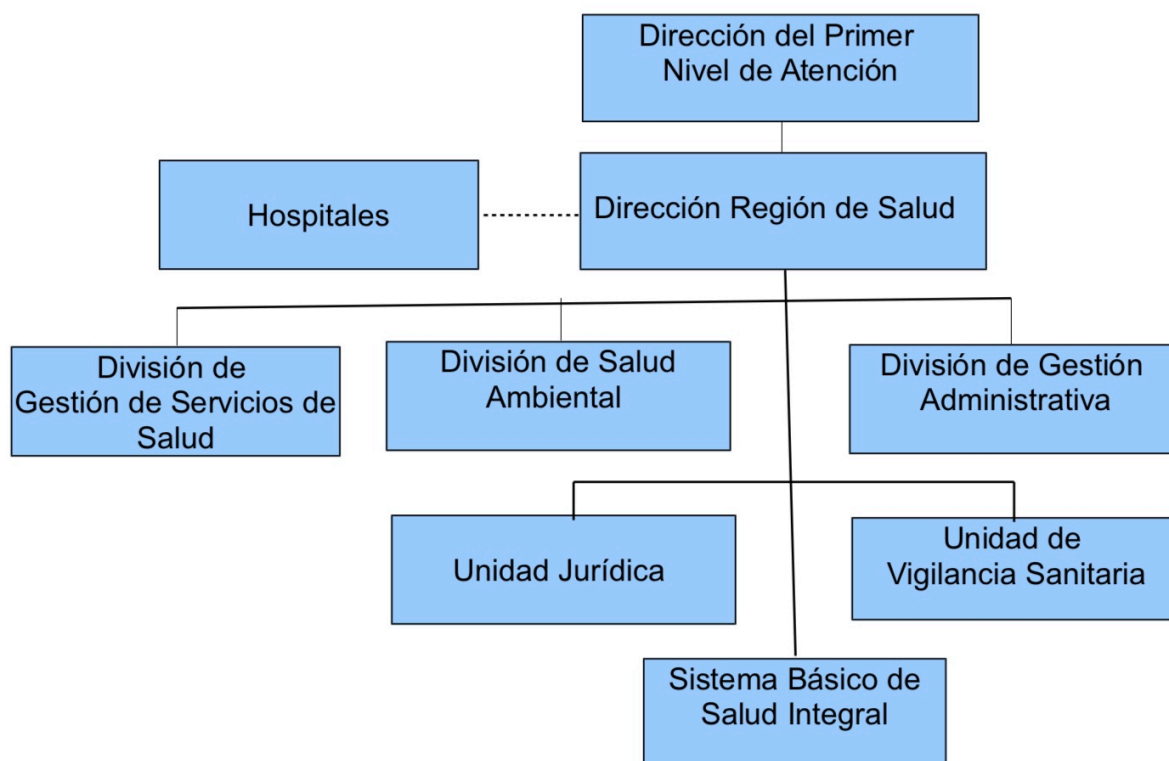 Dirección del Primer
Nivel de Atención
Hospitales
Dirección Región de Salud
División de
Gestión de Servicios de
Salud
División de Salud
Ambiental
División de Gestión
Administrativa
Unidad Jurídica
Unidad de
Vigilancia Sanitaria
Sistema Básico de
Salud Integral